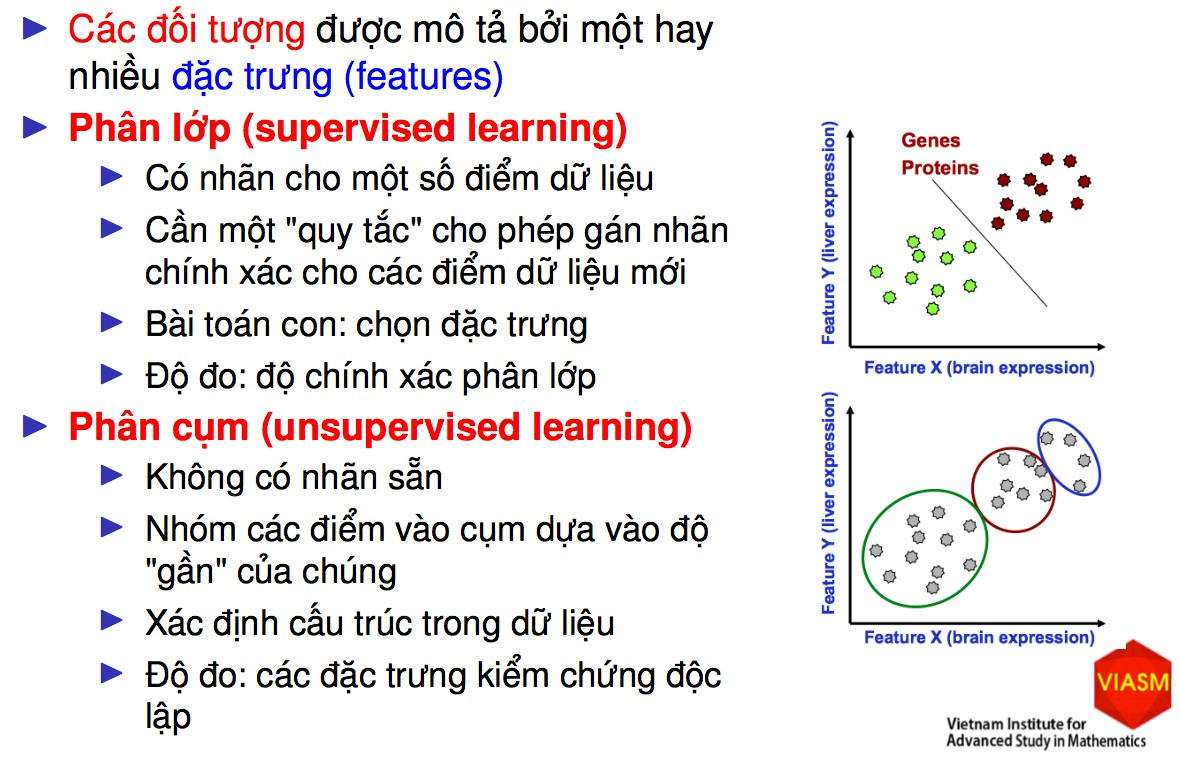 Các đối tượng được mô tả bởi một hay
nhiều đặc trưng (features)
Phân lớp (supervised learning)
Có nhãn cho một số điểm dữ liệu
Cần một "quy tắc" cho phép gán nhãn
chính xác cho các điểm dữ liệu mới
Bài toán con: chọn đặc trưng
Độ đo: độ chính xác phân lớp
Phân cụm (unsupervised learning)
Không có nhãn sẵn
Nhóm các điểm vào cụm dựa vào độ
"gần" của chúng
Xác định cấu trúc trong dữ liệu
Độ đo: các đặc trưng kiểm chứng độc
lập
Genes
Proteins
Feature Y (liver expression)
Feature X (brain expression)
Feature Y (liver expression)
Feature X (brain expression)
VIASM
Vietnam Institute for
Advanced Study in Mathematics